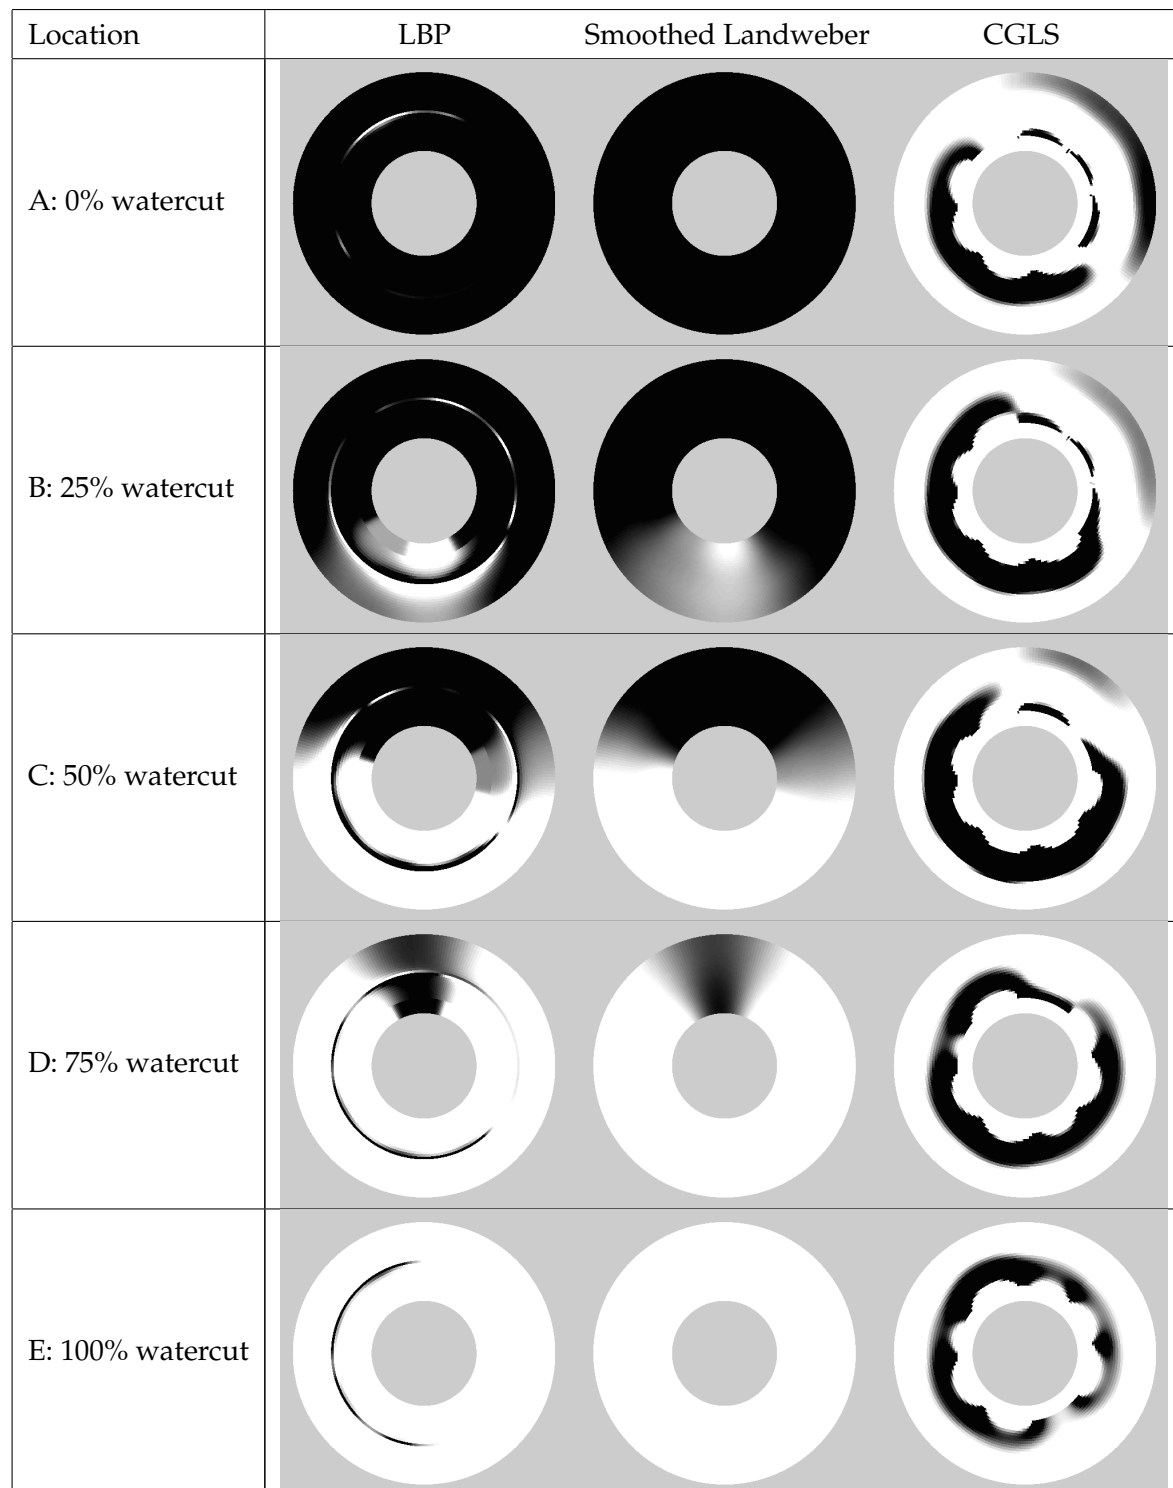 Location LBP Smoothed Landweber CGLS
A: 0% watercut
B: 25% watercut
C: 50% watercut
D: 75% watercut
E: 100% watercut